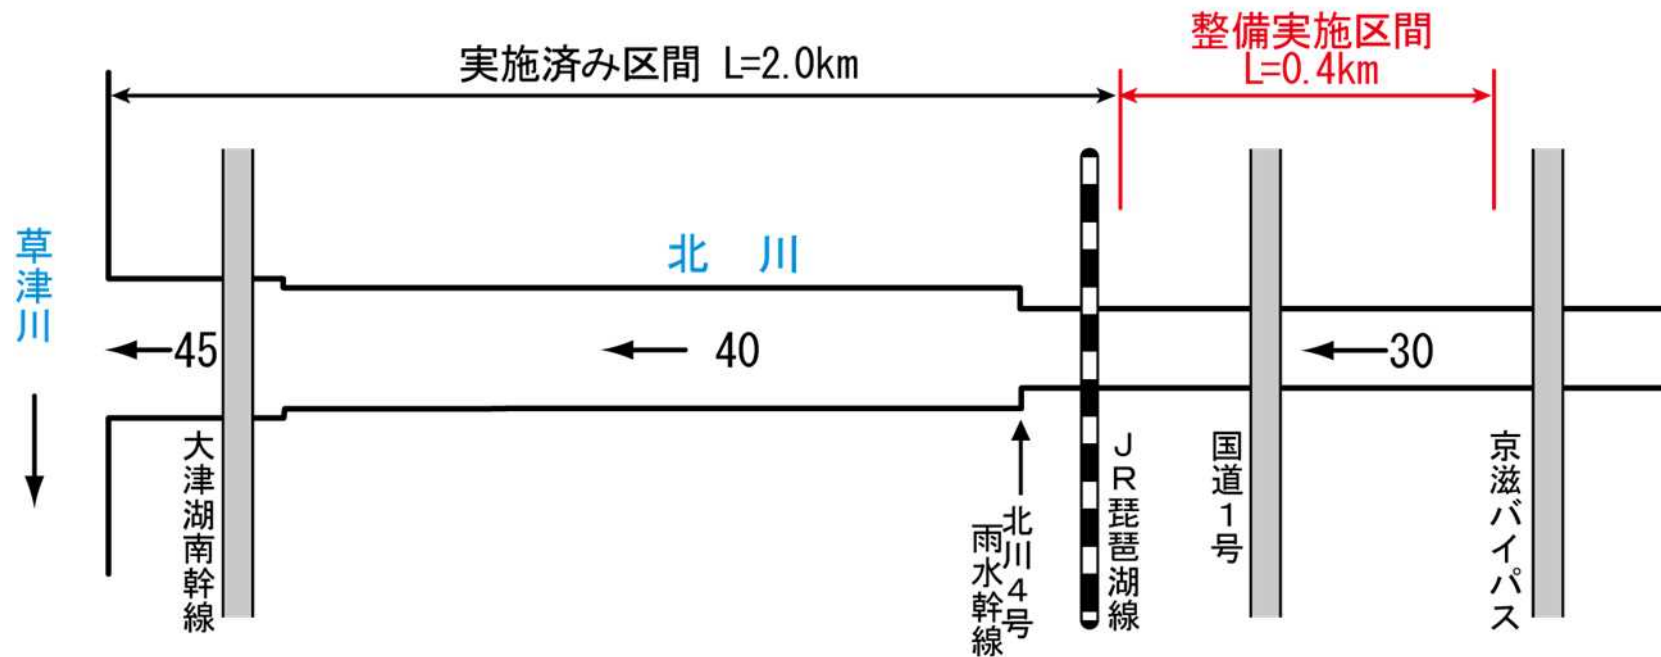 実施済み区間 L=2.0km
整備実施区間
L=0.4km
草津川
北 川
45
40
30
大津湖南幹線
北川4号
雨水幹線
JR琵琶湖線
国道1号
京滋バイパス